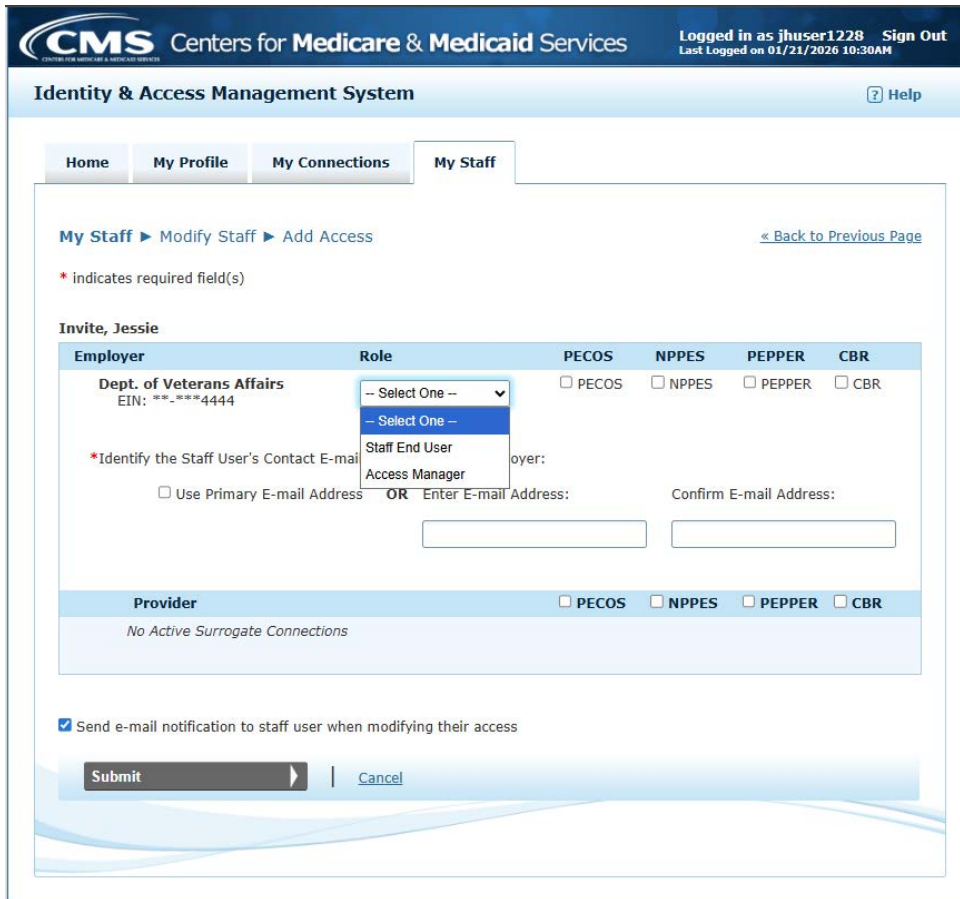 CMS Centers for Medicare & Medicaid Services
CENTERS FOR MEDICARE & MEDICAID SERVICES
Logged in as jhuser1228 Sign Out
Last Logged on 01/21/2026 10:30AM
Identity & Access Management System
? Help
Home My Profile My Connections My Staff
My Staff ► Modify Staff ► Add Access
« Back to Previous Page
* indicates required field(s)
Invite, Jessie
Employer Role PECOS NPPES PEPPER CBR
Dept. of Veterans Affairs -- Select One -- PECOS NPPES PEPPER CBR
EIN: **-***4444
-- Select One --
Staff End User
*Identify the Staff User's Contact E-mail oyer:
Access Manager
Use Primary E-mail Address OR Enter E-mail Address: Confirm E-mail Address:
Provider PECOS NPPES PEPPER CBR
No Active Surrogate Connections
Send e-mail notification to staff user when modifying their access
Submit | Cancel